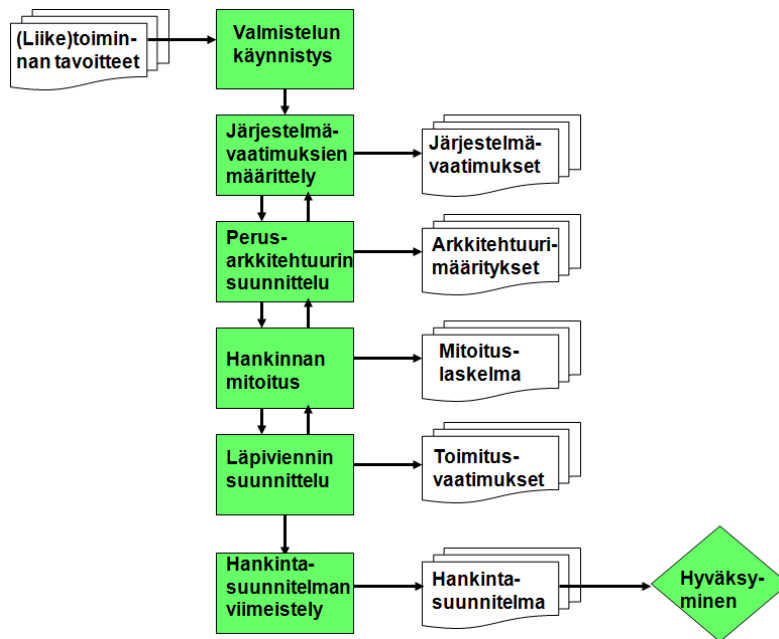 (Liike)toimin-
nan tavoitteet
Valmistelun
käynnistys
Järjestelmä-
vaatimuksien
määrittely
Järjestelmä-
vaatimukset
Perus-
arkkitehtuurin
suunnittelu
Arkkitehtuuri-
määritykset
Hankinnan
mitoitus
Mitoitus-
laskelma
Läpiviennin
suunnittelu
Toimitus-
vaatimukset
Hankinta-
suunnitelman
viimeistely
Hankinta-
suunnitelma
Hyväksy-
minen